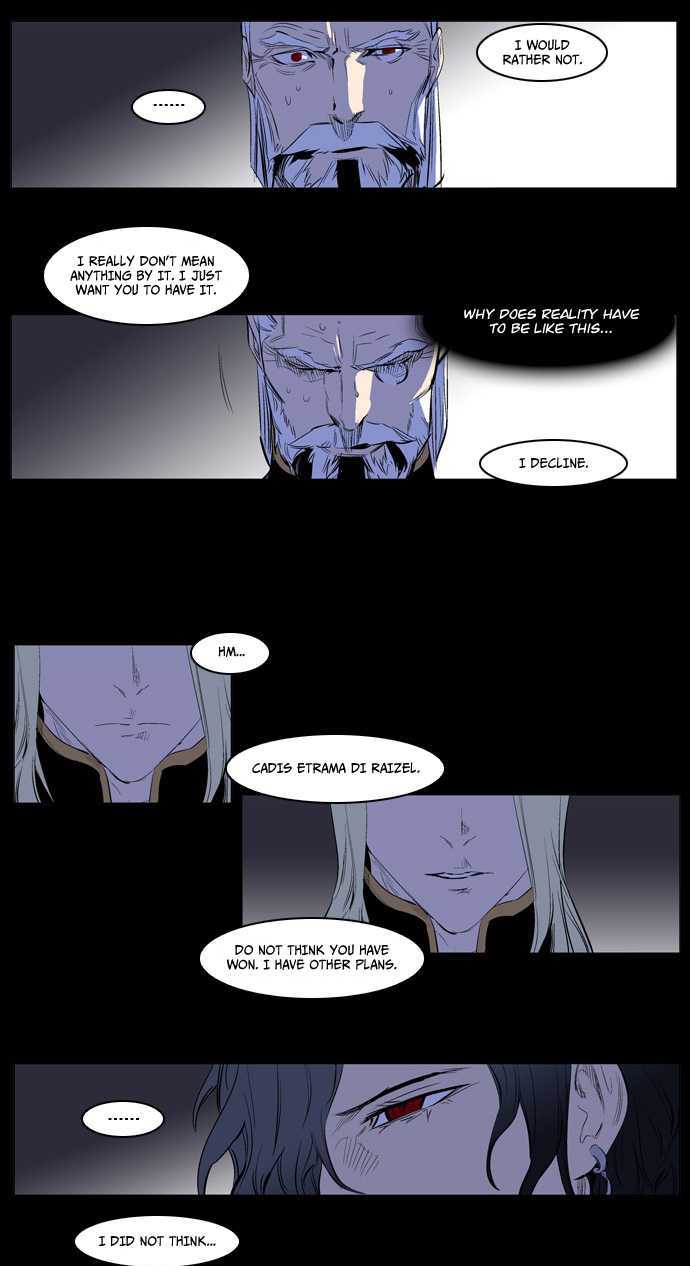 I WOULD
RATHER NOT.
------
I REALLY DON'T MEAN
ANYTHING BY IT. I JUST
WANT YOU TO HAVE IT.
WHY DOES REALITY HAVE
TO BE LIKE THIS...
I DECLINE.
HM...
CADIS ETRAMA DI RAIZEL.
DO NOT THINK YOU HAVE
WON. I HAVE OTHER PLANS.
------
I DID NOT THINK...